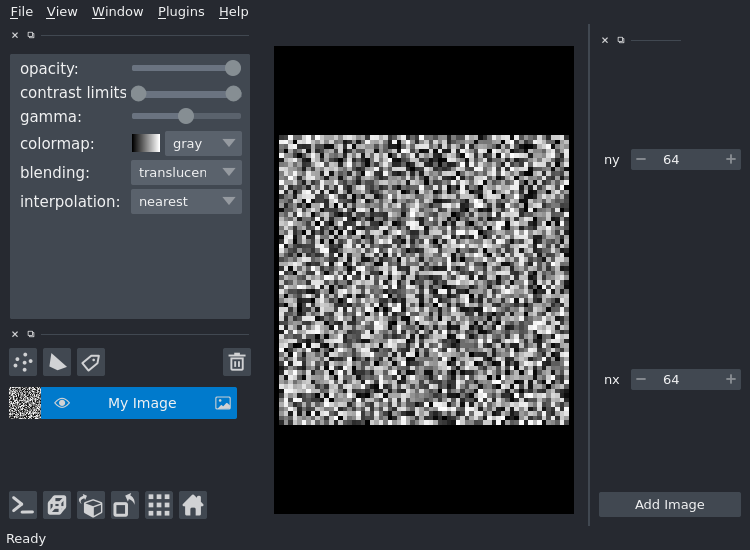 File View Window Plugins Help
opacity:
contrast limits
gamma:
colormap: gray
blending: translucen
interpolation: nearest
My Image
ny 64
nx 64
Add Image
Ready